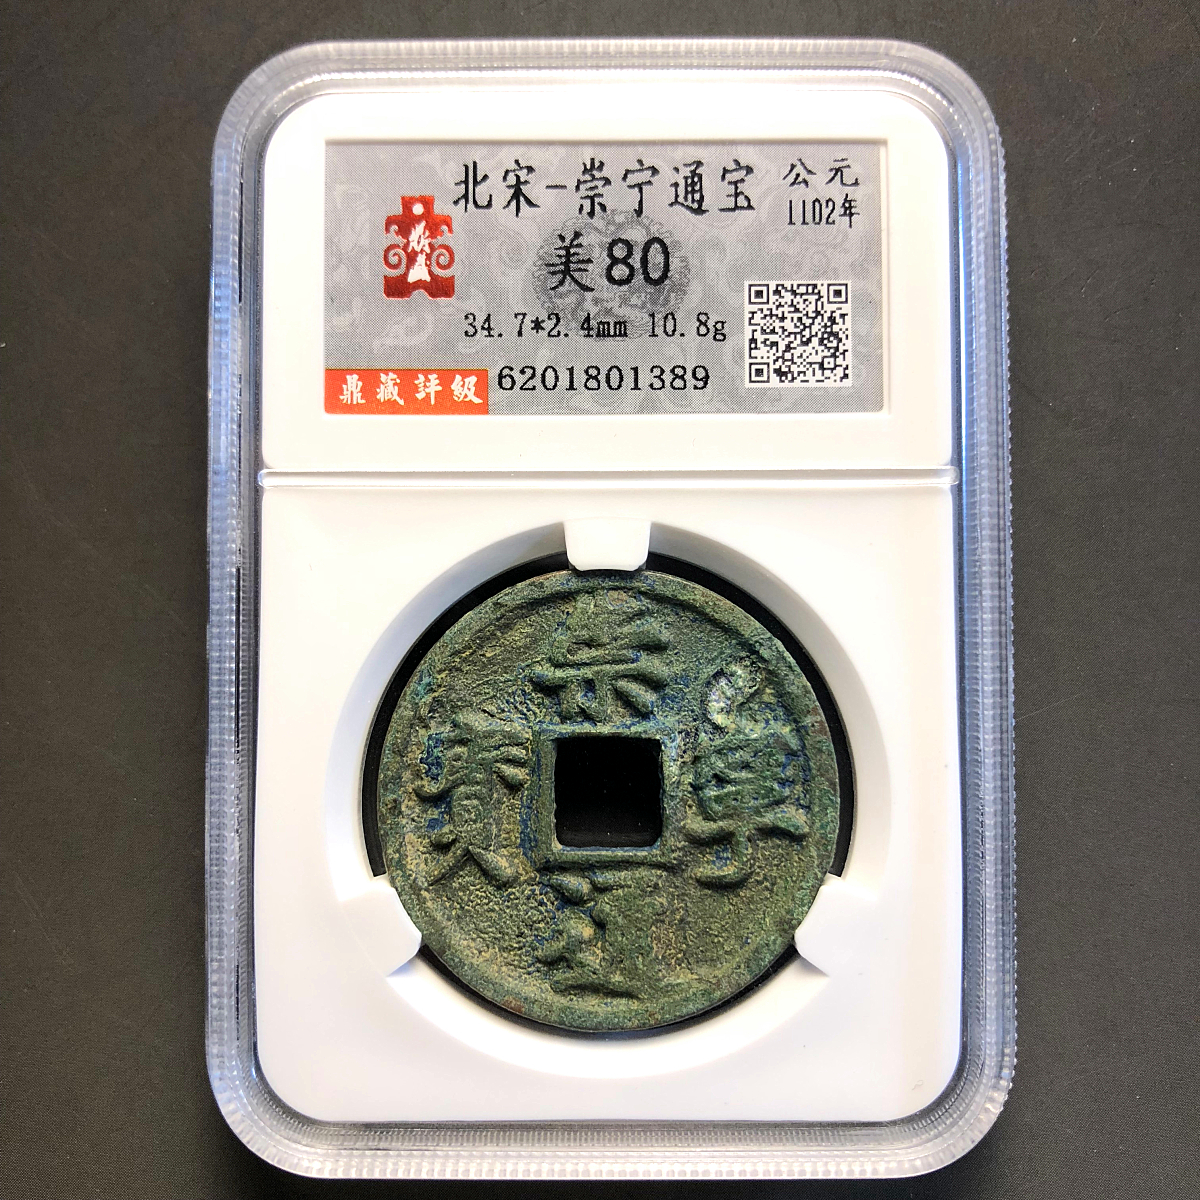 北宋-崇宁通宝
公元
1102年
美80
34.7*2.4mm 10.8g
鼎藏評級
6201801389
崇
寧
通
寳